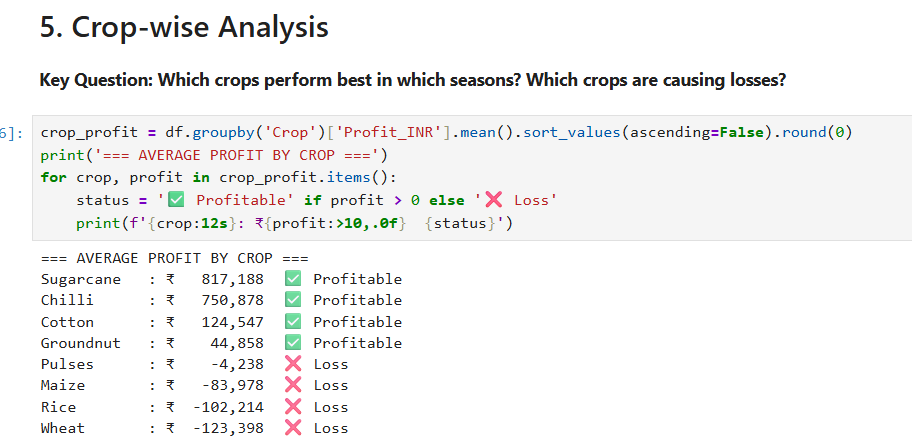 5. Crop-wise Analysis
Key Question: Which crops perform best in which seasons? Which crops are causing losses?
6]:
crop_profit = df.groupby('Crop')['Profit_INR'].mean().sort_values(ascending=False).round(0)
print('=== AVERAGE PROFIT BY CROP ===')
for crop, profit in crop_profit.items():
    status = '✅ Profitable' if profit > 0 else '❌ Loss'
    print(f'{crop:12s}: ₹{profit:>10,.0f}  {status}')
=== AVERAGE PROFIT BY CROP ===
Sugarcane   : ₹   817,188  ✅ Profitable
Chilli      : ₹   750,878  ✅ Profitable
Cotton      : ₹   124,547  ✅ Profitable
Groundnut   : ₹    44,858  ✅ Profitable
Pulses      : ₹    -4,238  ❌ Loss
Maize       : ₹   -83,978  ❌ Loss
Rice        : ₹  -102,214  ❌ Loss
Wheat       : ₹  -123,398  ❌ Loss